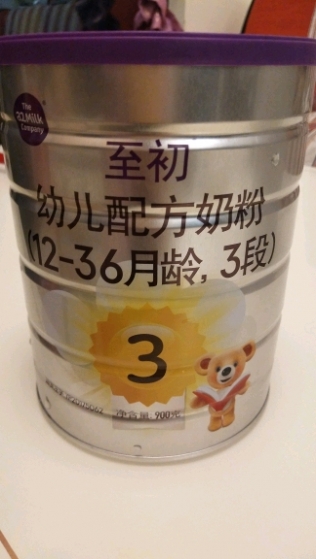 The
a2 Milk
Company
至初
幼儿配方奶粉
(12-36月龄, 3段)
3
净含量: 900克